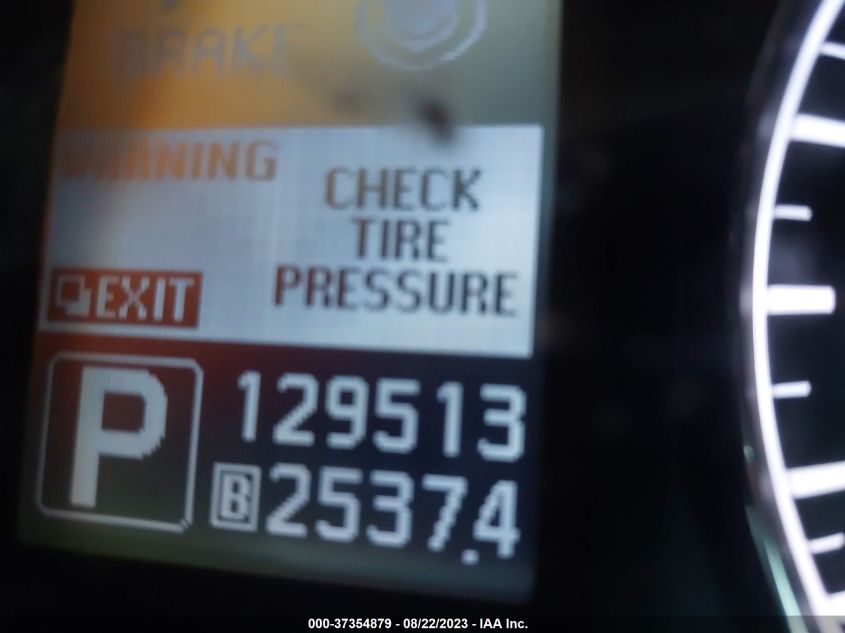 BRAKE
WARNING
CHECK
TIRE
PRESSURE
EXIT
P
129513
B 2537.4
000-37354879 - 08/22/2023 - IAA Inc.